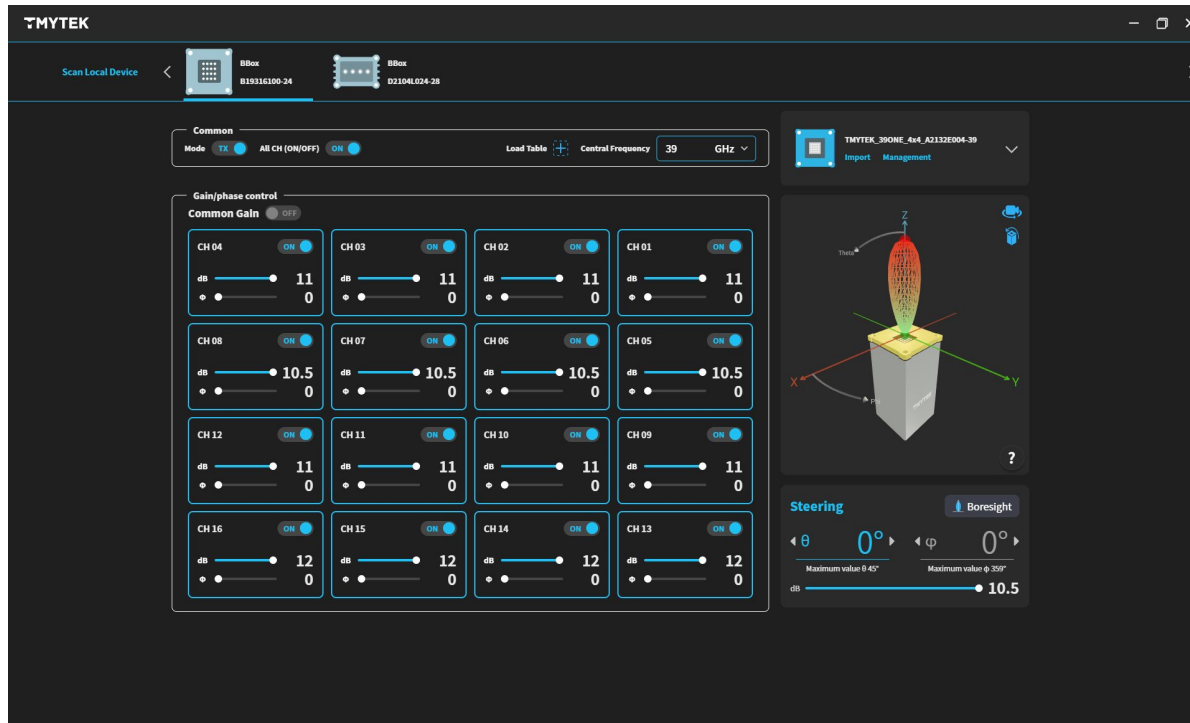 TMYTEK
Scan Local Device
BBox
B19316100-24
BBox
D2104L024-28
Common
Mode TX All CH (ON/OFF) ON Load Table Central Frequency 39 GHz
TMYTEK_39ONE_4x4_A2132E004-39
Import Management
Gain/phase control
Common Gain OFF
CH 04 ON CH 03 ON CH 02 ON CH 01 ON
dB 11 dB 11 dB 11 dB 11
Φ 0 Φ 0 Φ 0 Φ 0
CH 08 ON CH 07 ON CH 06 ON CH 05 ON
dB 10.5 dB 10.5 dB 10.5 dB 10.5
Φ 0 Φ 0 Φ 0 Φ 0
CH 12 ON CH 11 ON CH 10 ON CH 09 ON
dB 11 dB 11 dB 11 dB 11
Φ 0 Φ 0 Φ 0 Φ 0
CH 16 ON CH 15 ON CH 14 ON CH 13 ON
dB 12 dB 12 dB 12 dB 12
Φ 0 Φ 0 Φ 0 Φ 0
Z
Theta
X
Y
Phi
TMYTEK
?
Steering Boresight
θ 0° φ 0°
Maximum value θ 45° Maximum value φ 359°
dB 10.5